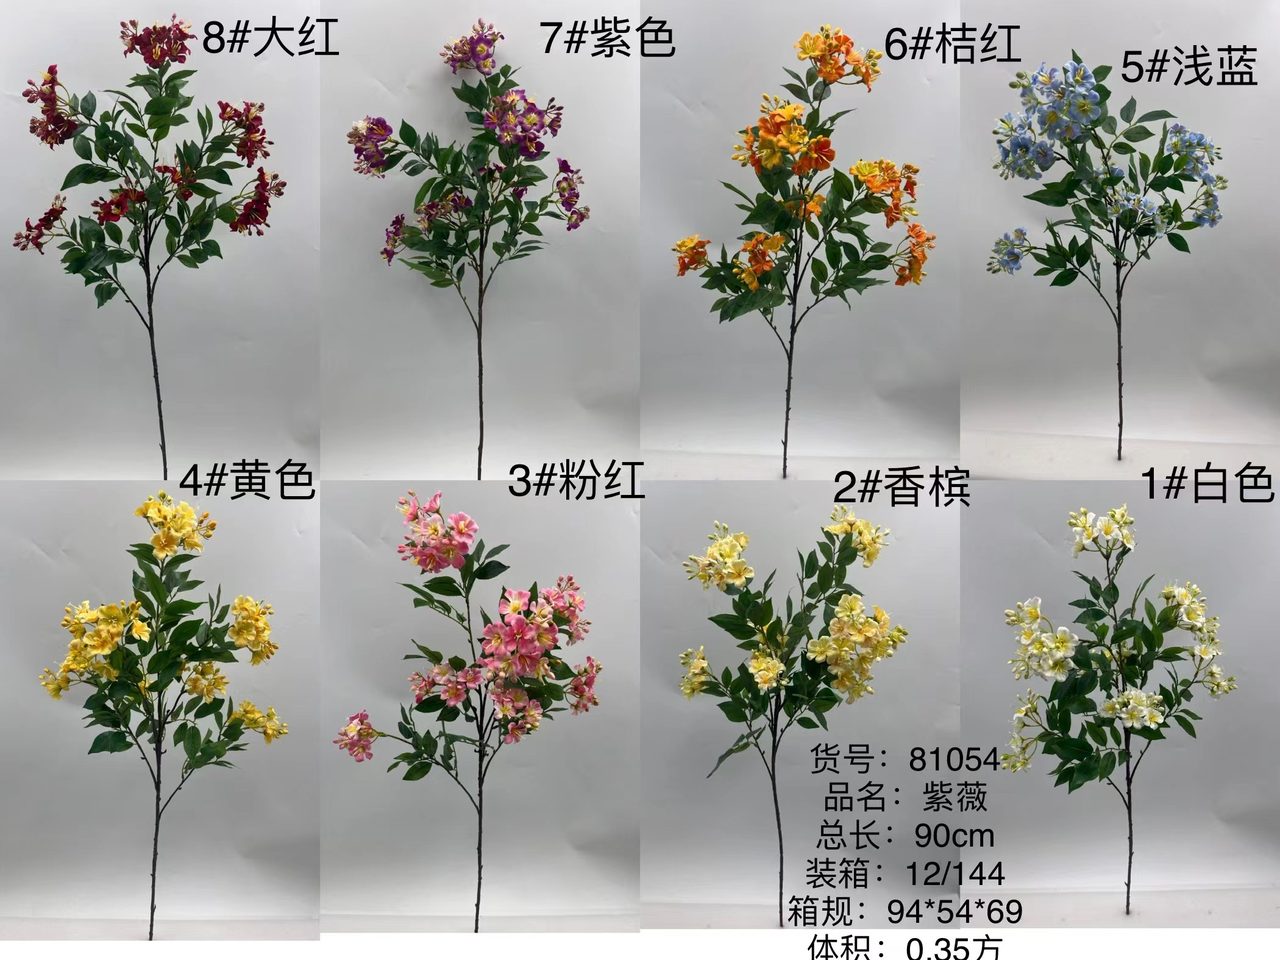 8#大红
7#紫色
6#桔红
5#浅蓝
4#黄色
3#粉红
2#香槟
1#白色
货号：81054
品名：紫薇
总长：90cm
装箱：12/144
箱规：94*54*69
体积：0.35方